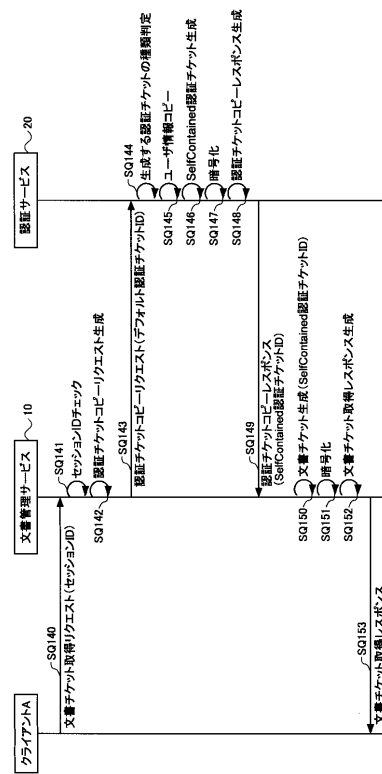 クライアントA
文書管理サービス
10
認証サービス
20
SQ140
文書チケット取得リクエスト(セッションID)
SQ141
セッションIDチェック
SQ142
認証チケットコピーリクエスト生成
SQ143
認証チケットコピーリクエスト(デフォルト認証チケットID)
SQ144
生成する認証チケットの種類判定
SQ145
ユーザ情報コピー
SQ146
SelfContained認証チケット生成
SQ147
暗号化
SQ148
認証チケットコピーレスポンス生成
SQ149
認証チケットコピーレスポンス
(SelfContained認証チケットID)
SQ150
文書チケット生成(SelfContained認証チケットID)
SQ151
暗号化
SQ152
文書チケット取得レスポンス生成
SQ153
文書チケット取得レスポンス